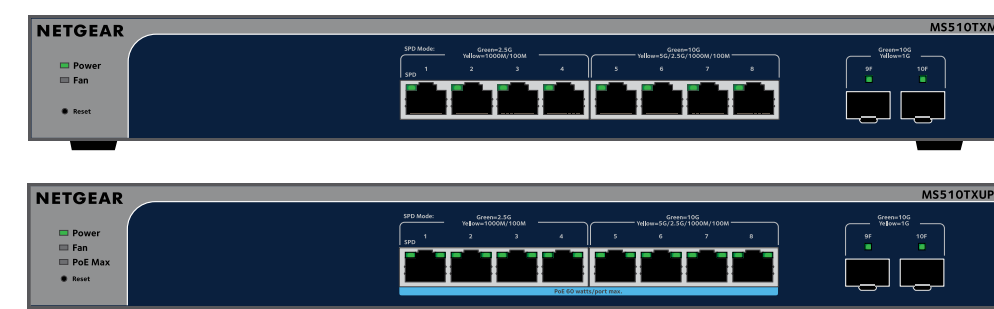 NETGEAR
MS510TXM
Power
Fan
Reset
SPD Mode:
Green=2.5G
Yellow=1000M/100M
Green=10G
Yellow=5G/2.5G/1000M/100M
Green=10G
Yellow=1G
SPD
1 2 3 4 5 6 7 8 9F 10F
NETGEAR
MS510TXUP
Power
Fan
PoE Max
Reset
SPD Mode:
Green=2.5G
Yellow=1000M/100M
Green=10G
Yellow=5G/2.5G/1000M/100M
Green=10G
Yellow=1G
SPD
1 2 3 4 5 6 7 8 9F 10F
PoE 60 watts/port max.